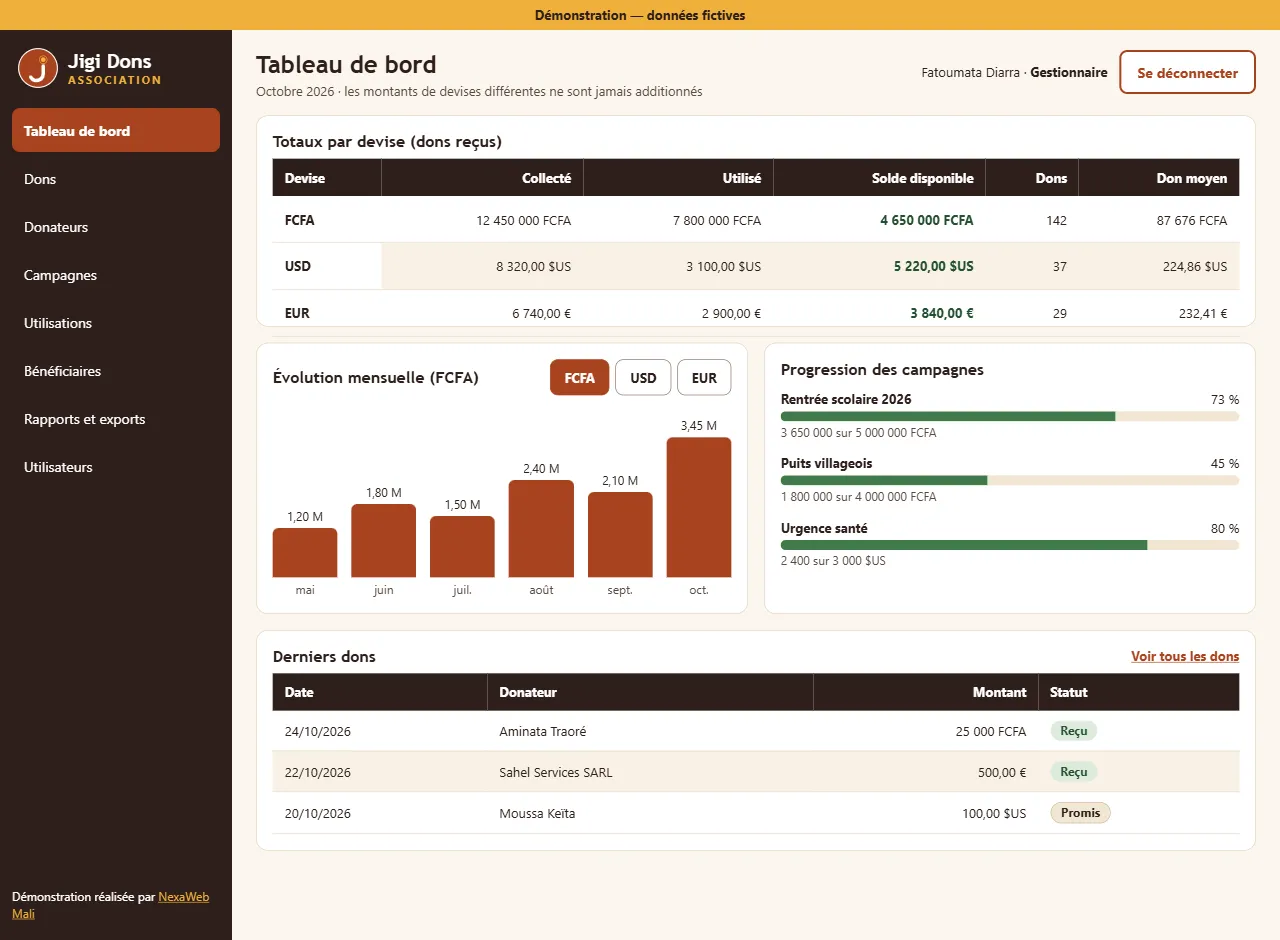 Démonstration — données fictives
Jigi Dons
ASSOCIATION
Tableau de bord
Dons
Donateurs
Campagnes
Utilisations
Bénéficiaires
Rapports et exports
Utilisateurs
Démonstration réalisée par NexaWeb
Mali
Tableau de bord
Octobre 2026 · les montants de devises différentes ne sont jamais additionnés
Fatoumata Diarra · Gestionnaire
Se déconnecter
Totaux par devise (dons reçus)
Devise Collecté Utilisé Solde disponible Dons Don moyen
FCFA 12 450 000 FCFA 7 800 000 FCFA 4 650 000 FCFA 142 87 676 FCFA
USD 8 320,00 $US 3 100,00 $US 5 220,00 $US 37 224,86 $US
EUR 6 740,00 € 2 900,00 € 3 840,00 € 29 232,41 €
Évolution mensuelle (FCFA)
FCFA USD EUR
1,20 M 1,80 M 1,50 M 2,40 M 2,10 M 3,45 M
mai juin juil. août sept. oct.
Progression des campagnes
Rentrée scolaire 2026 73 %
3 650 000 sur 5 000 000 FCFA
Puits villageois 45 %
1 800 000 sur 4 000 000 FCFA
Urgence santé 80 %
2 400 sur 3 000 $US
Derniers dons
Voir tous les dons
Date Donateur Montant Statut
24/10/2026 Aminata Traoré 25 000 FCFA Reçu
22/10/2026 Sahel Services SARL 500,00 € Reçu
20/10/2026 Moussa Keïta 100,00 $US Promis